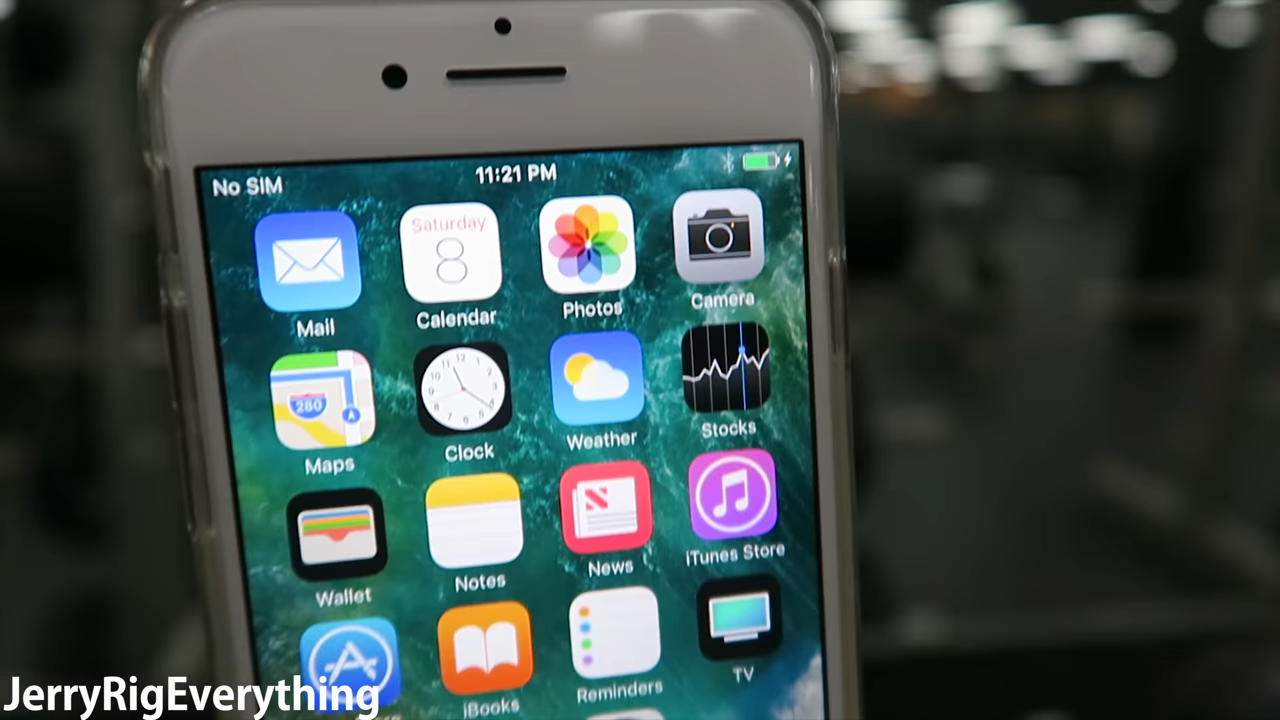 No SIM 11:21 PM
Saturday
8
Mail Calendar Photos Camera
280
Maps Clock Weather Stocks
Wallet Notes News iTunes Store
iBooks Reminders TV
JerryRigEverything